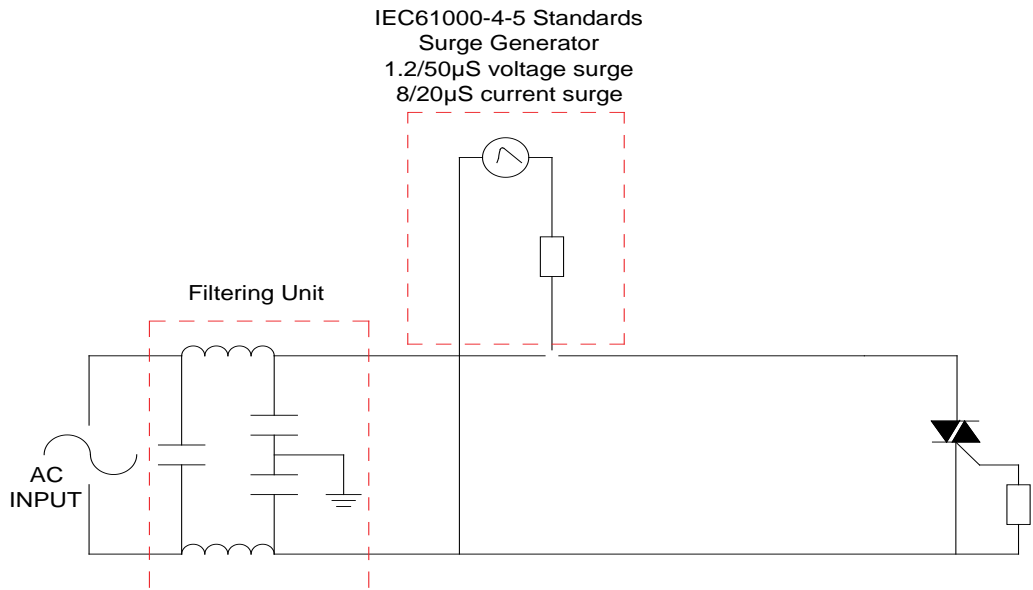 IEC61000-4-5 Standards
Surge Generator
1.2/50µS voltage surge
8/20µS current surge
Filtering Unit
AC
INPUT